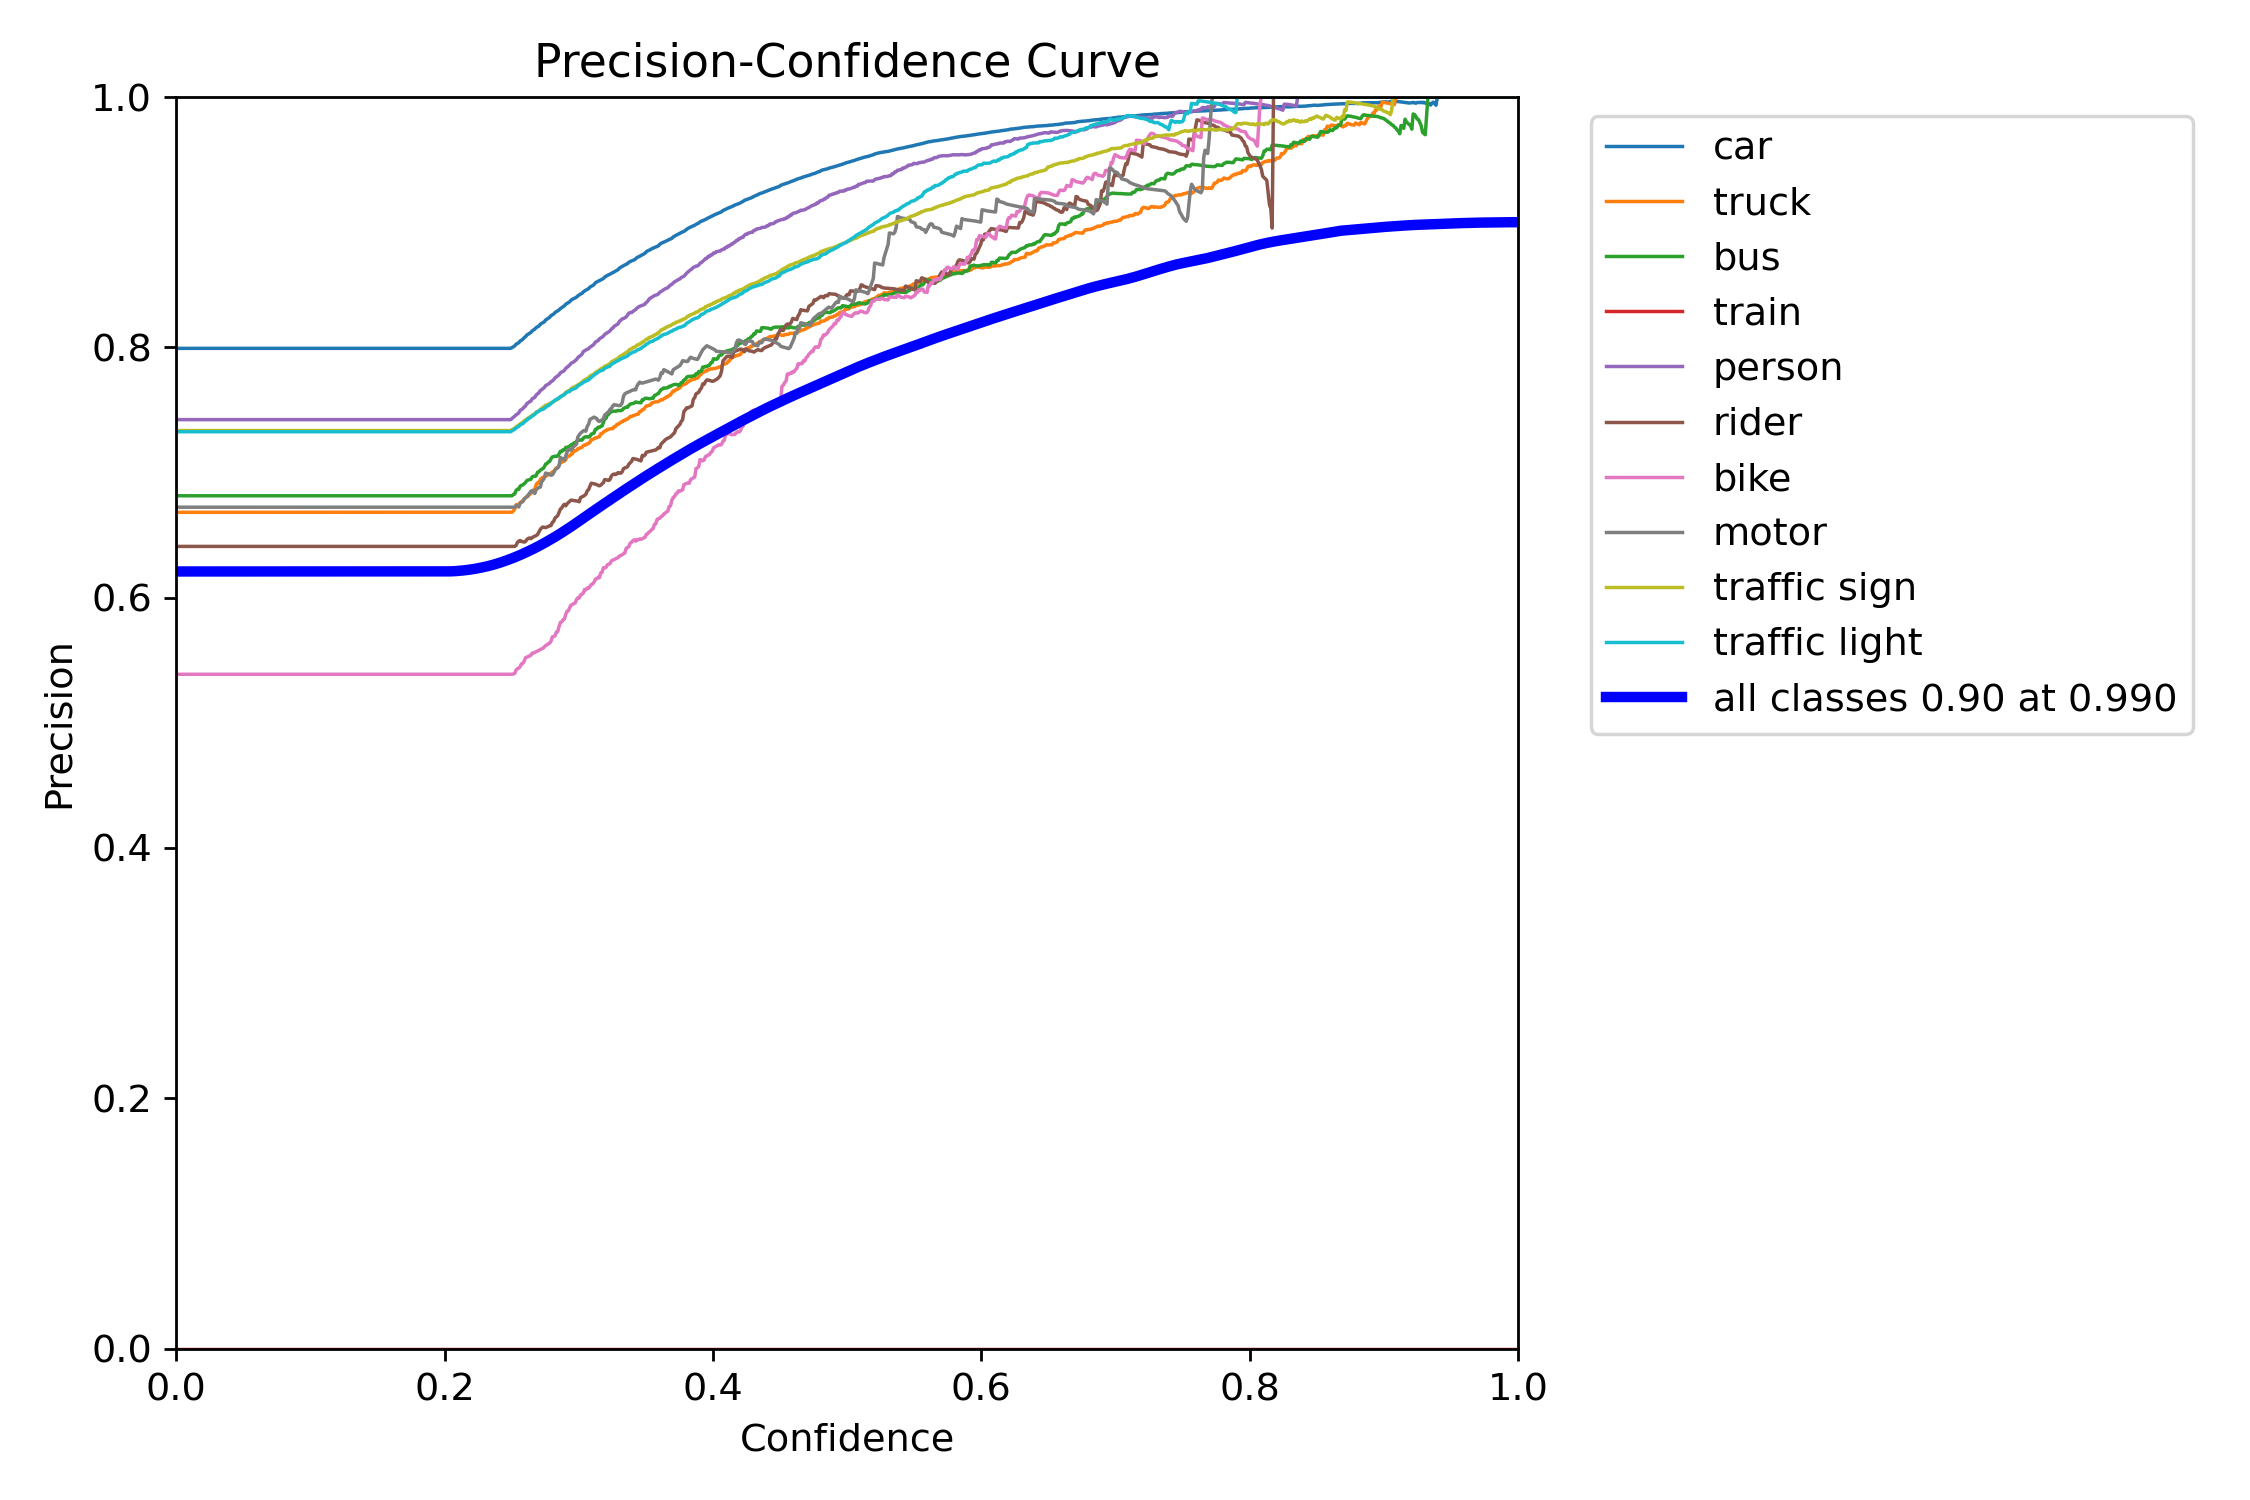 Precision-Confidence Curve
1.0
0.8
0.6
0.4
0.2
0.0
Precision
0.0 0.2 0.4 0.6 0.8 1.0
Confidence
car
truck
bus
train
person
rider
bike
motor
traffic sign
traffic light
all classes 0.90 at 0.990